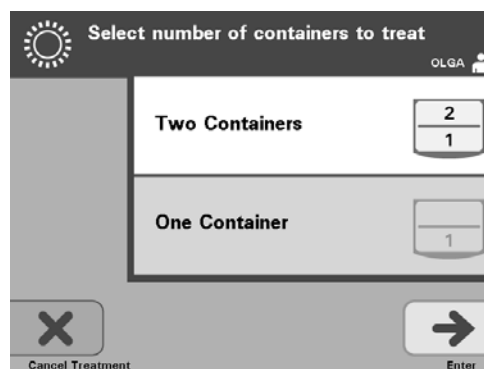 Select number of containers to treat
OLGA
Two Containers
2
1
One Container
1
Cancel Treatment
Enter